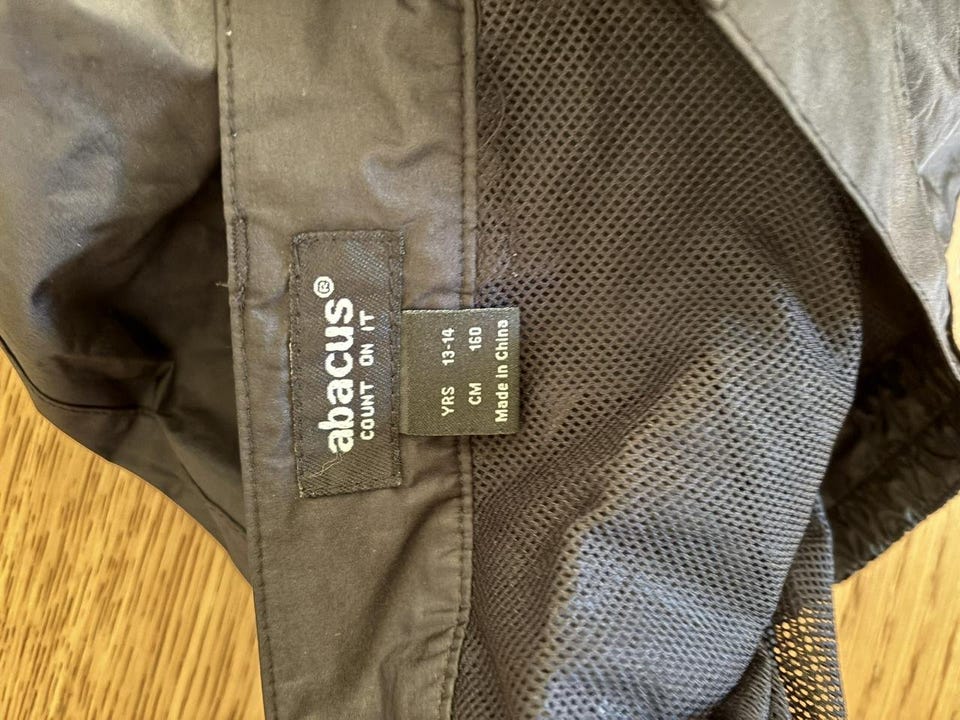 abacus®
COUNT ON IT
YRS 13-14
CM 160
Made in China